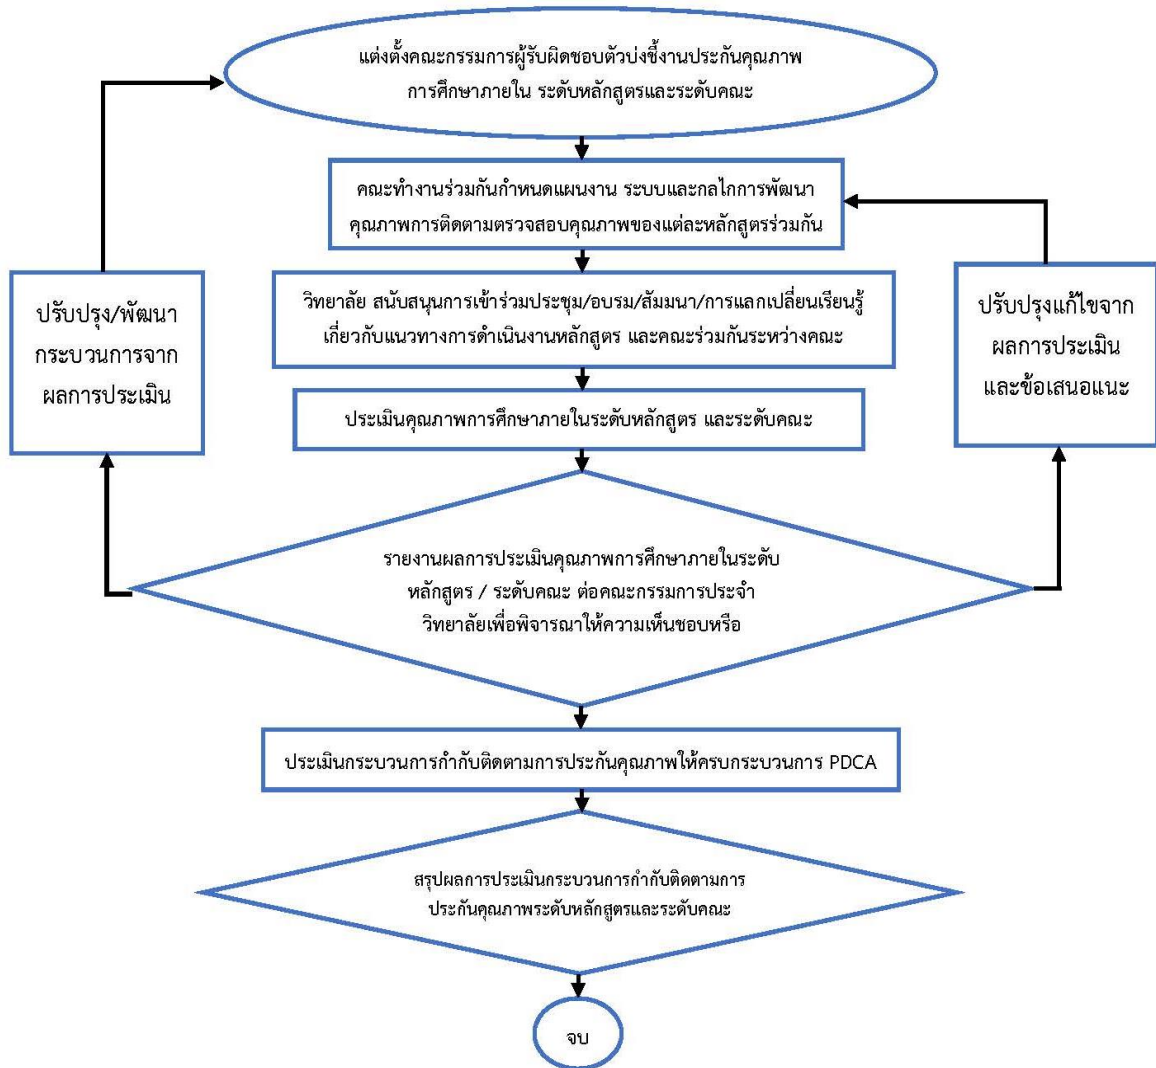 แต่งตั้งคณะกรรมการผู้รับผิดชอบตัวบ่งชี้งานประกันคุณภาพ
การศึกษาภายใน ระดับหลักสูตรและระดับคณะ
คณะทำงานร่วมกันกำหนดแผนงาน ระบบและกลไกการพัฒนา
คุณภาพการติดตามตรวจสอบคุณภาพของแต่ละหลักสูตรร่วมกัน
วิทยาลัย สนับสนุนการเข้าร่วมประชุม/อบรม/สัมมนา/การแลกเปลี่ยนเรียนรู้
เกี่ยวกับแนวทางการดำเนินงานหลักสูตร และคณะร่วมกันระหว่างคณะ
ปรับปรุง/พัฒนา
กระบวนการจาก
ผลการประเมิน
ปรับปรุงแก้ไขจาก
ผลการประเมิน
และข้อเสนอแนะ
ประเมินคุณภาพการศึกษาภายในระดับหลักสูตร และระดับคณะ
รายงานผลการประเมินคุณภาพการศึกษาภายในระดับ
หลักสูตร / ระดับคณะ ต่อคณะกรรมการประจำ
วิทยาลัยเพื่อพิจารณาให้ความเห็นชอบหรือ
ประเมินกระบวนการกำกับติดตามการประกันคุณภาพให้ครบกระบวนการ PDCA
สรุปผลการประเมินกระบวนการกำกับติดตามการ
ประกันคุณภาพระดับหลักสูตรและระดับคณะ
จบ